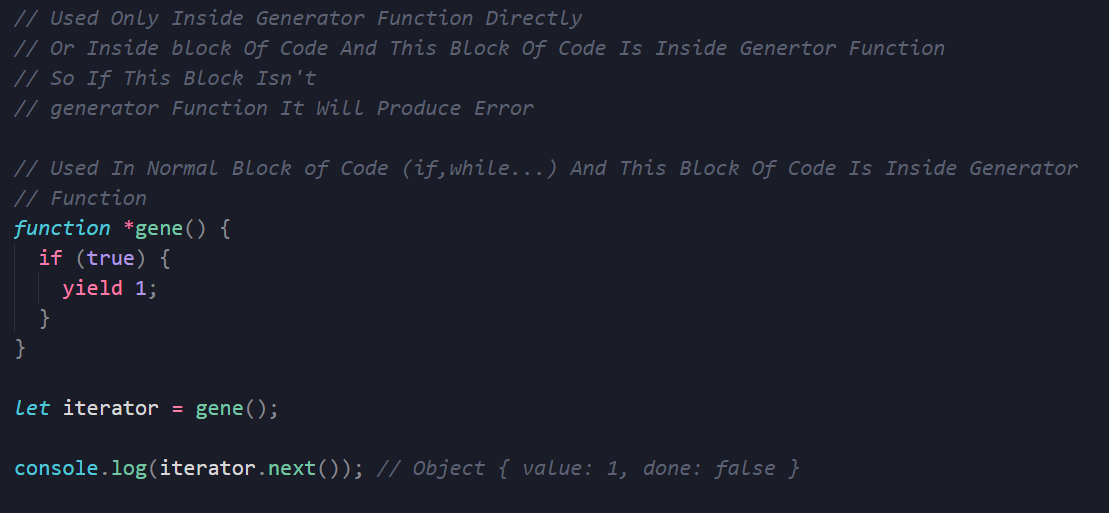 // Used Only Inside Generator Function Directly
// Or Inside block Of Code And This Block Of Code Is Inside Genertor Function
// So If This Block Isn't
// generator Function It Will Produce Error
// Used In Normal Block of Code (if,while...) And This Block Of Code Is Inside Generator
// Function
function *gene() {
if (true) {
yield 1;
}
}
let iterator = gene();
console.log(iterator.next()); // Object { value: 1, done: false }